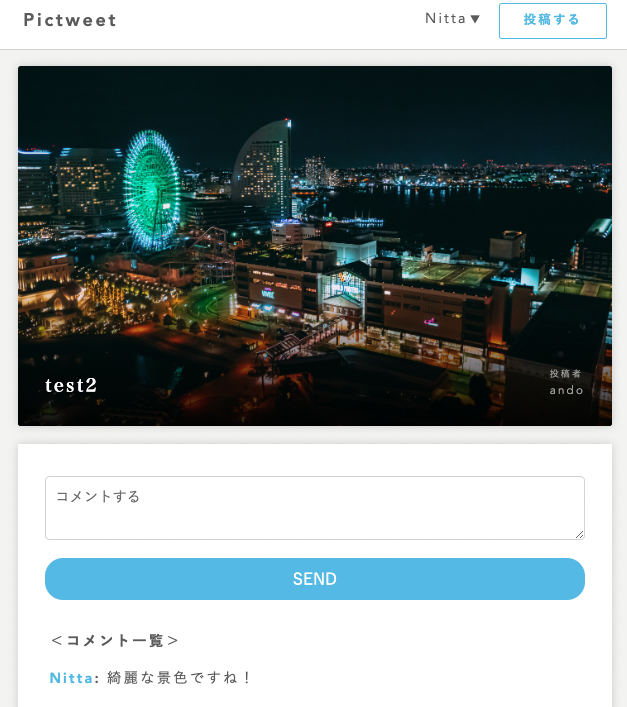 Pictweet
Nitta ▼
投稿する
test2
投稿者
ando
コメントする
SEND
＜コメント一覧＞
Nitta: 綺麗な景色ですね！